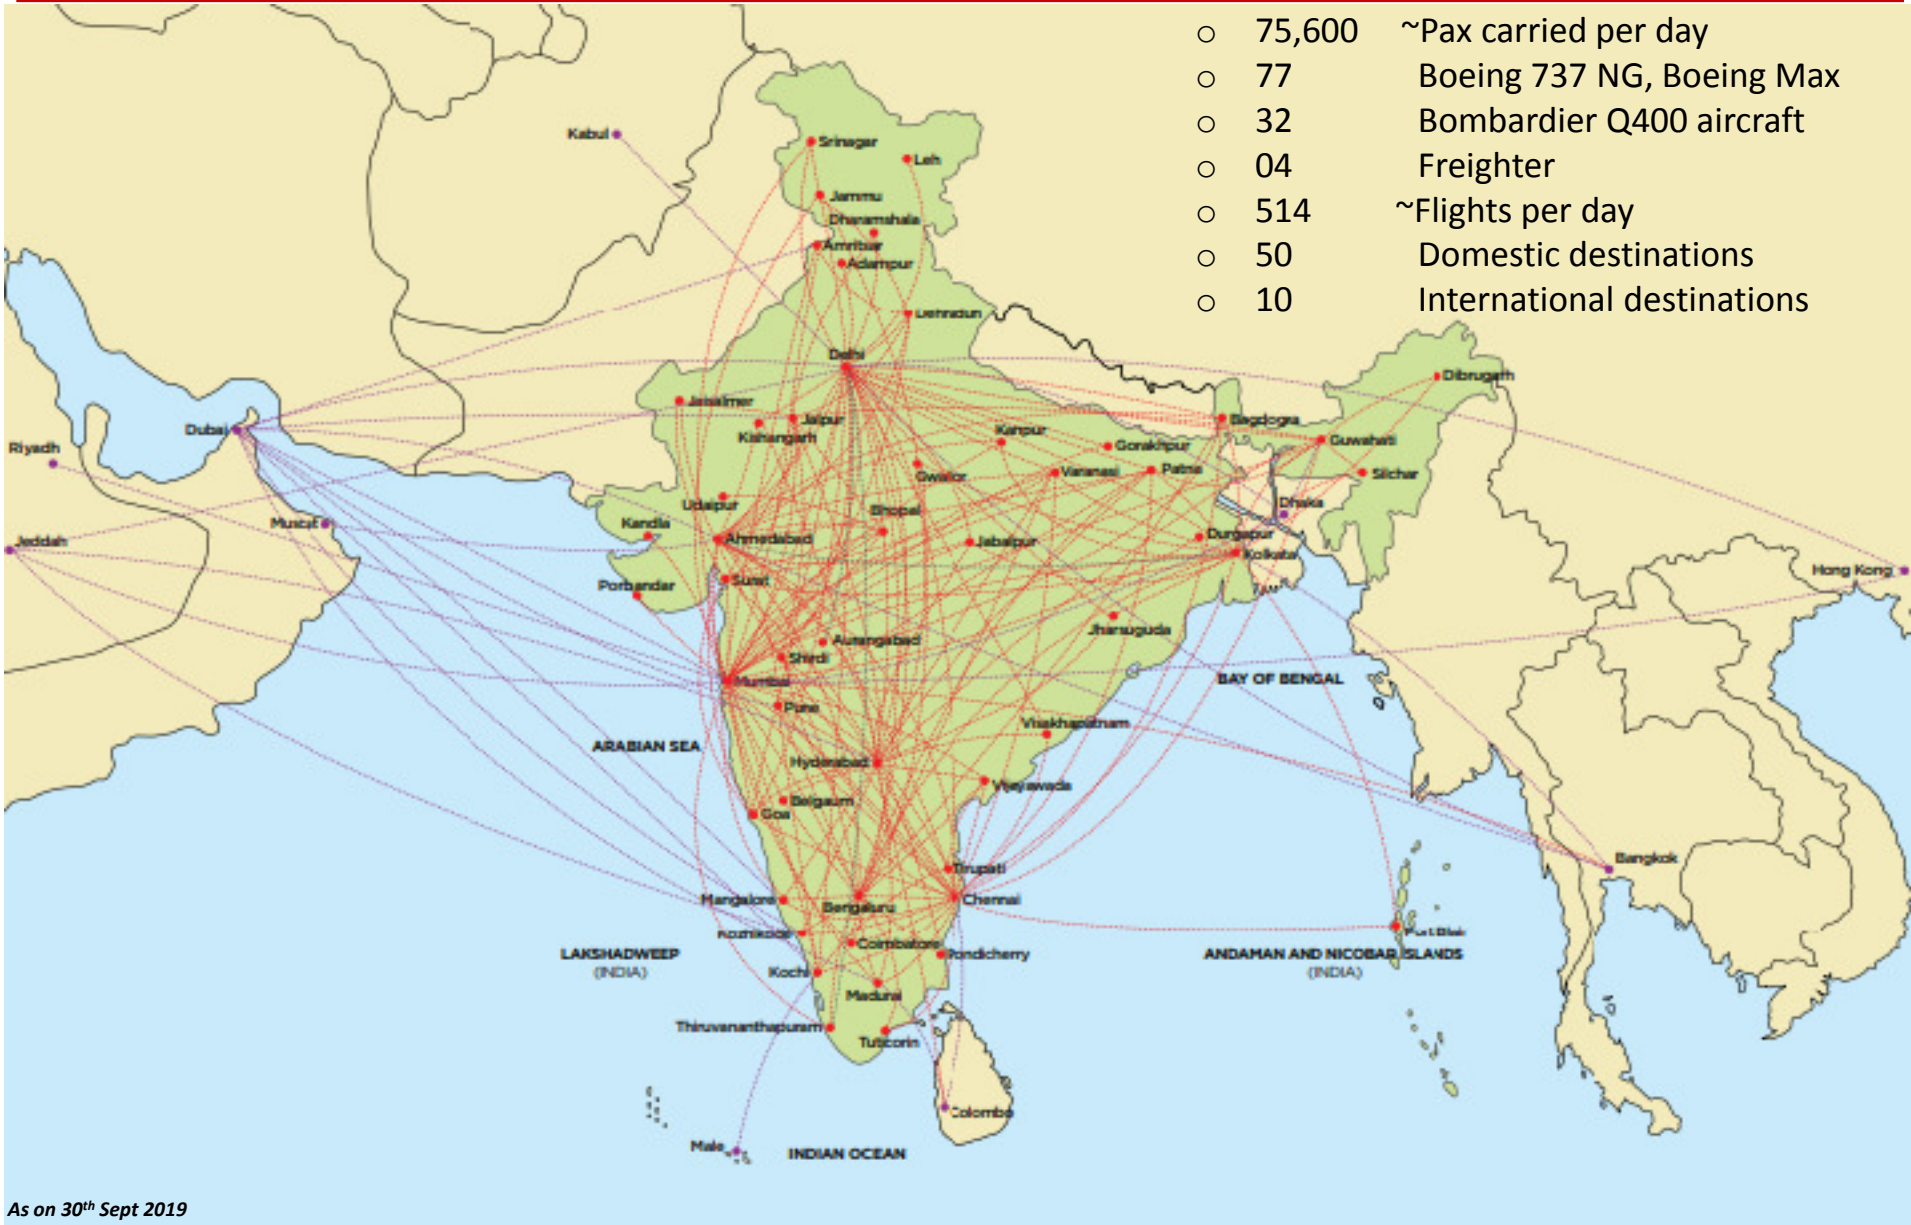 ○ 75,600 ~Pax carried per day
○ 77 Boeing 737 NG, Boeing Max
○ 32 Bombardier Q400 aircraft
○ 04 Freighter
○ 514 ~Flights per day
○ 50 Domestic destinations
○ 10 International destinations
Kabul
Srinagar
Leh
Jammu
Dharamshala
Amritsar
Adampur
Dehradun
Delhi
Dibrugarh
Jaisalmer
Jaipur
Kishangarh
Bagdogra
Dubai
Kanpur
Guwahati
Gorakhpur
Riyadh
Gwalior
Varanasi
Patna
Silchar
Udaipur
Dhaka
Kandla
Bhopal
Muscat
Jeddah
Ahmedabad
Jabalpur
Durgapur
Kolkata
Hong Kong
Surat
Porbandar
Jharsuguda
Aurangabad
Shirdi
Mumbai
BAY OF BENGAL
Pune
Visakhapatnam
ARABIAN SEA
Hyderabad
Vijayawada
Belgaum
Goa
Bangkok
Tirupati
Mangalore
Bengaluru
Chennai
Kozhikode
Port Blair
Coimbatore
LAKSHADWEEP
(INDIA)
Pondicherry
ANDAMAN AND NICOBAR ISLANDS
(INDIA)
Kochi
Madurai
Thiruvananthapuram
Tuticorin
Colombo
Male
INDIAN OCEAN
As on 30th Sept 2019